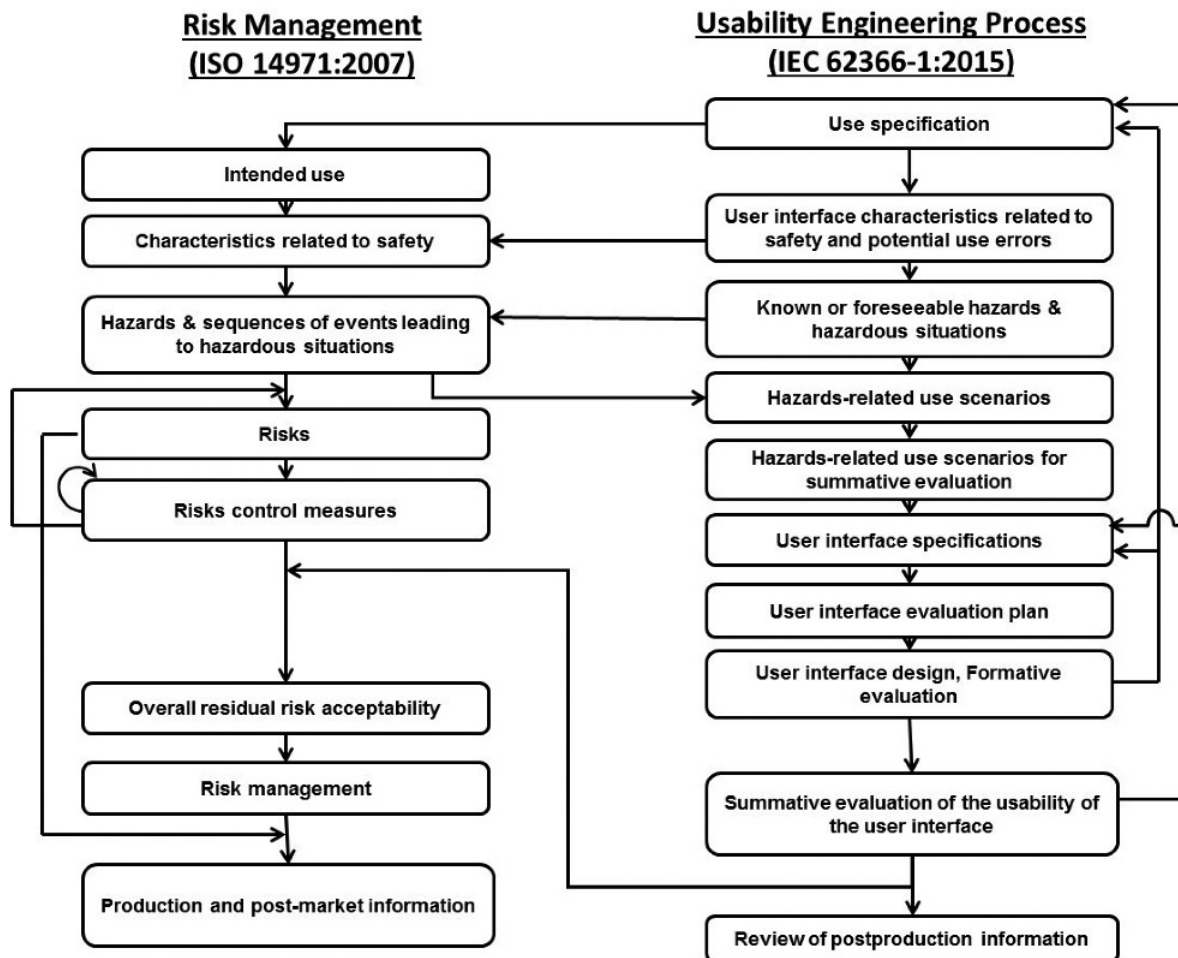 Risk Management
(ISO 14971:2007)
Intended use
Characteristics related to safety
Hazards & sequences of events leading
to hazardous situations
Risks
Risks control measures
Overall residual risk acceptability
Risk management
Production and post-market information
Usability Engineering Process
(IEC 62366-1:2015)
Use specification
User interface characteristics related to
safety and potential use errors
Known or foreseeable hazards &
hazardous situations
Hazards-related use scenarios
Hazards-related use scenarios for
summative evaluation
User interface specifications
User interface evaluation plan
User interface design, Formative
evaluation
Summative evaluation of the usability of
the user interface
Review of postproduction information